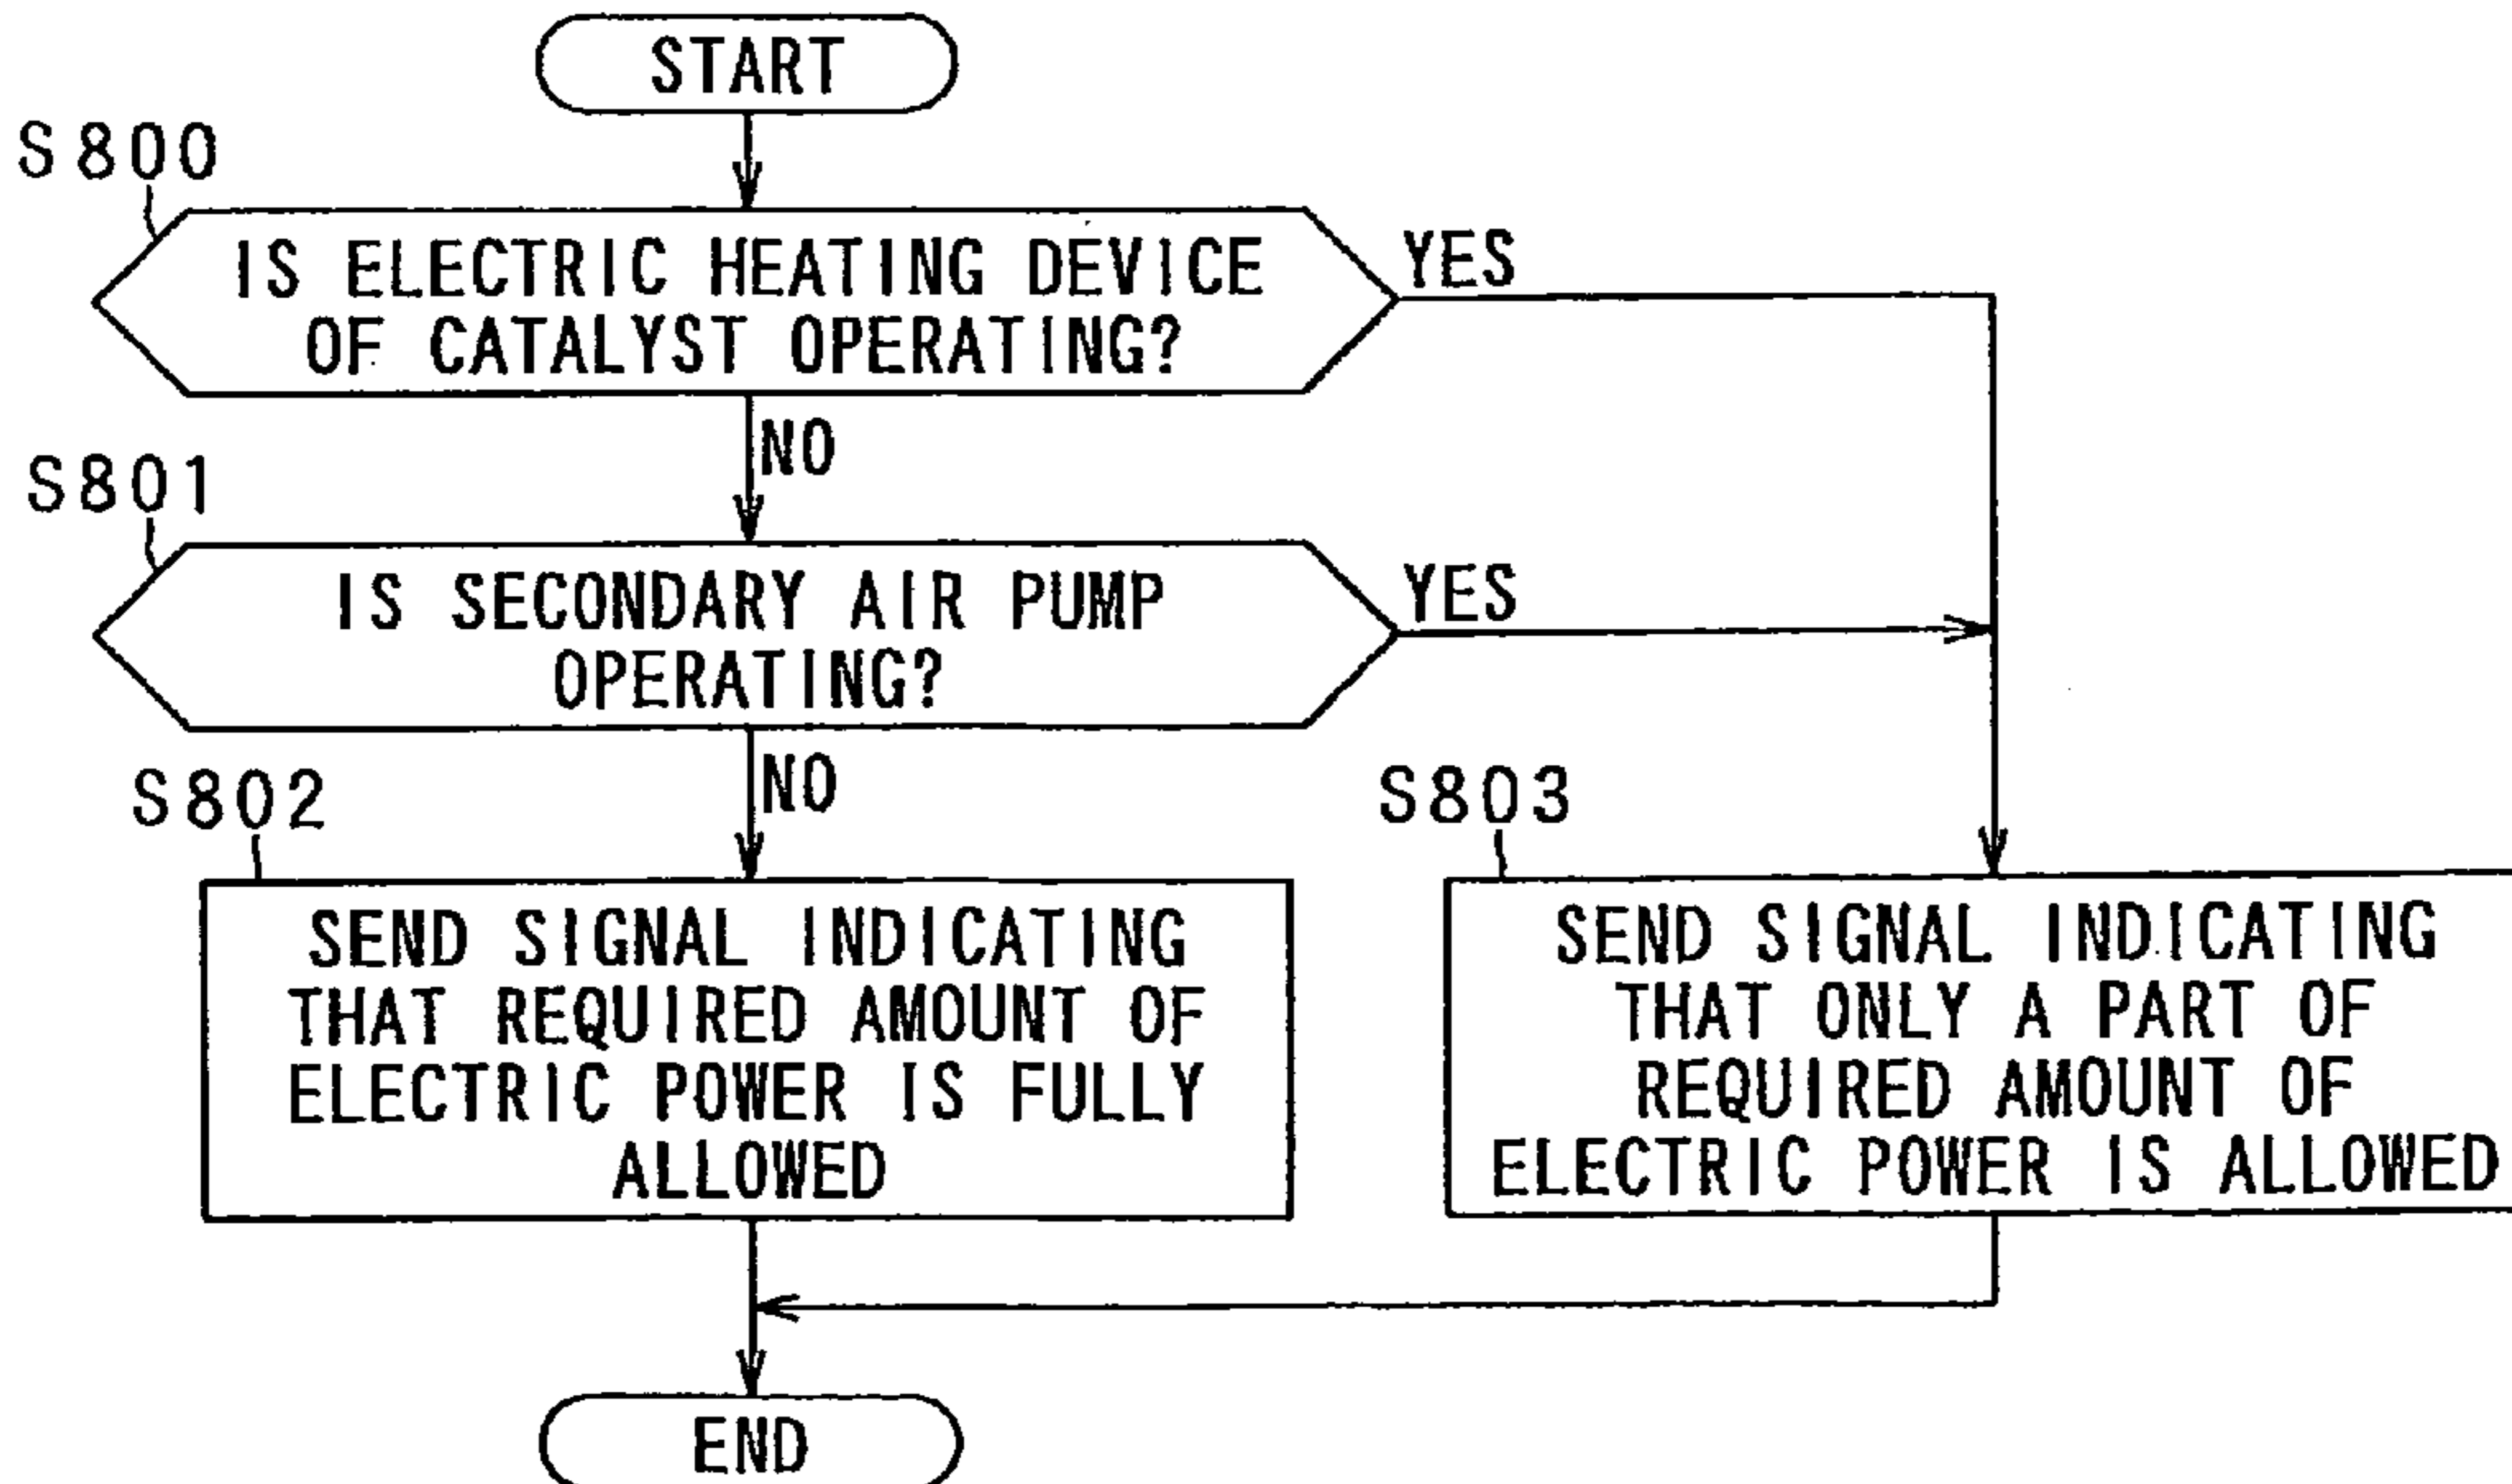 START
S800
IS ELECTRIC HEATING DEVICE
OF CATALYST OPERATING?
YES
NO
S801
IS SECONDARY AIR PUMP
OPERATING?
YES
NO
S802
SEND SIGNAL INDICATING
THAT REQUIRED AMOUNT OF
ELECTRIC POWER IS FULLY
ALLOWED
S803
SEND SIGNAL INDICATING
THAT ONLY A PART OF
REQUIRED AMOUNT OF
ELECTRIC POWER IS ALLOWED
END